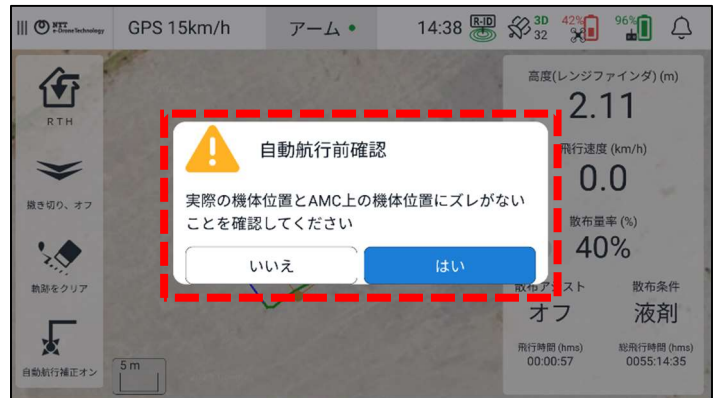 NTT e-Drone Technology
GPS 15km/h
アーム
14:38
R-ID
3D
32
42%
96%
RTH
撒き切り、オフ
軌跡をクリア
自動航行補正オン
5 m
自動航行前確認
実際の機体位置とAMC上の機体位置にズレがない
ことを確認してください
いいえ
はい
高度(レンジファインダ) (m)
2.11
飛行速度 (km/h)
0.0
散布量率 (%)
40%
散布アシスト
オフ
散布条件
液剤
飛行時間 (hms)
00:00:57
総飛行時間 (hms)
0055:14:35